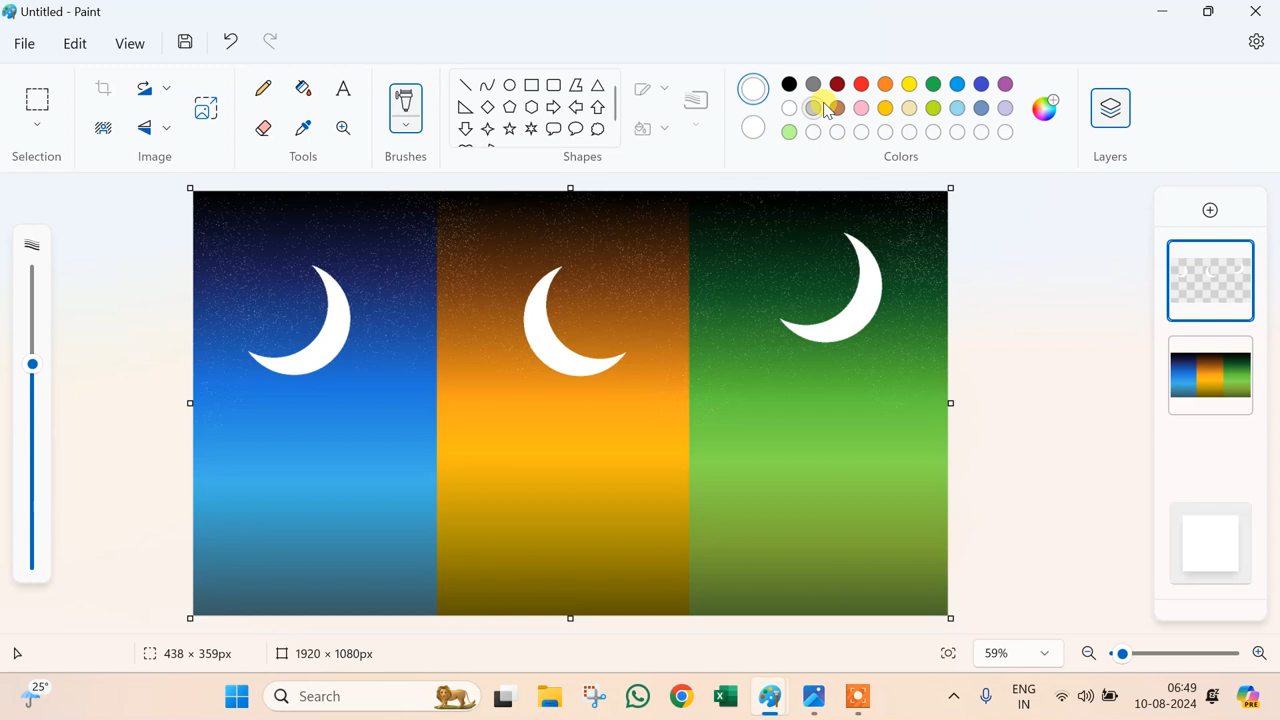 Untitled - Paint
File Edit View
Selection Image Tools Brushes Shapes Colors Layers
438 × 359px 1920 × 1080px 59%
25° Search ENG 06:49
IN 10-08-2024 PRE